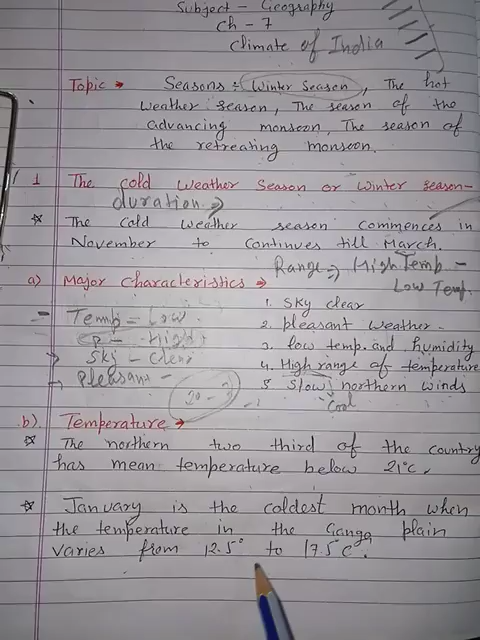 Subject - Geography
Ch - 7
Climate of India
Topic → Seasons : Winter Season, The hot
weather season, The season of the
advancing monsoon, The season of
the retreating monsoon.
1 The cold weather Season or Winter season-
duration →
☆ The cold weather season commences in
November to continues till March.
Range → High Temp -
Low Temp.
a) Major Characteristics →
- Temp = Low.
P - High
→ Sky - Clear
→ Pleasant -
1. Sky clear
2. pleasant weather.
3. low temp. and humidity
4. High range of temperature
5. Slow northern winds
Cool
b). Temperature →
☆ The northern two third of the country
has mean temperature below 21°c.
☆ January is the coldest month when
the temperature in the Ganga plain
varies from 12.5° to 17.5 c°.